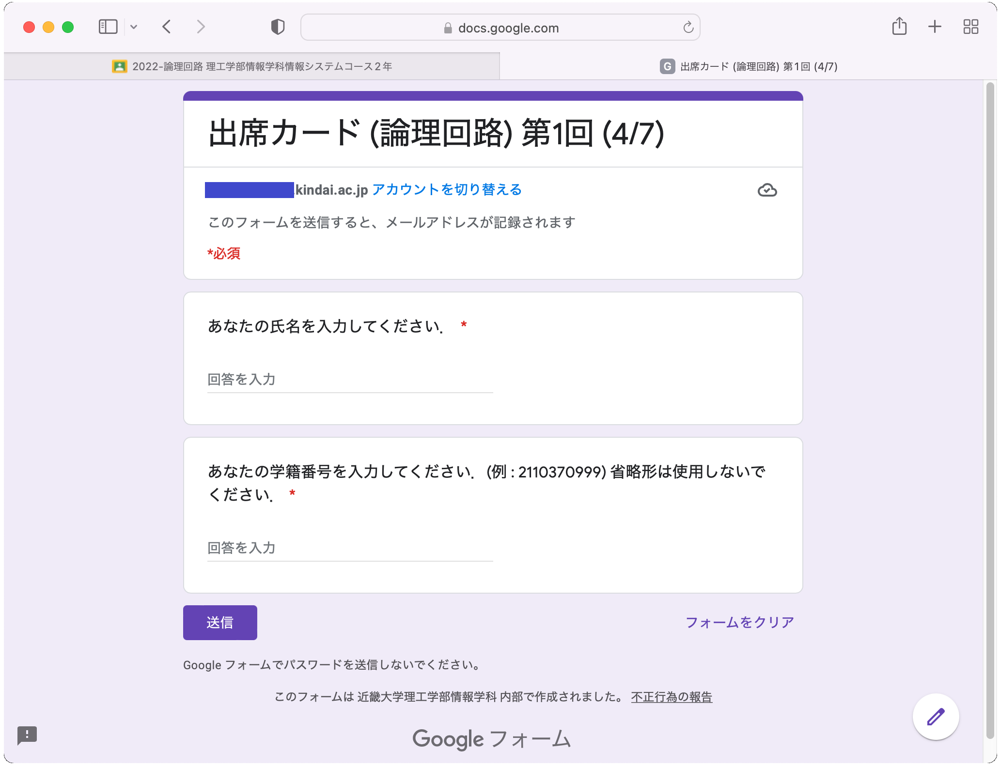 docs.google.com
2022-論理回路 理工学部情報学科情報システムコース2年
G 出席カード (論理回路) 第1回 (4/7)
出席カード (論理回路) 第1回 (4/7)
.kindai.ac.jp アカウントを切り替える
このフォームを送信すると、メールアドレスが記録されます
*必須
あなたの氏名を入力してください． *
回答を入力
あなたの学籍番号を入力してください． (例 : 2110370999) 省略形は使用しないで
ください． *
回答を入力
送信
フォームをクリア
Google フォームでパスワードを送信しないでください。
このフォームは 近畿大学理工学部情報学科 内部で作成されました。 不正行為の報告
Google フォーム